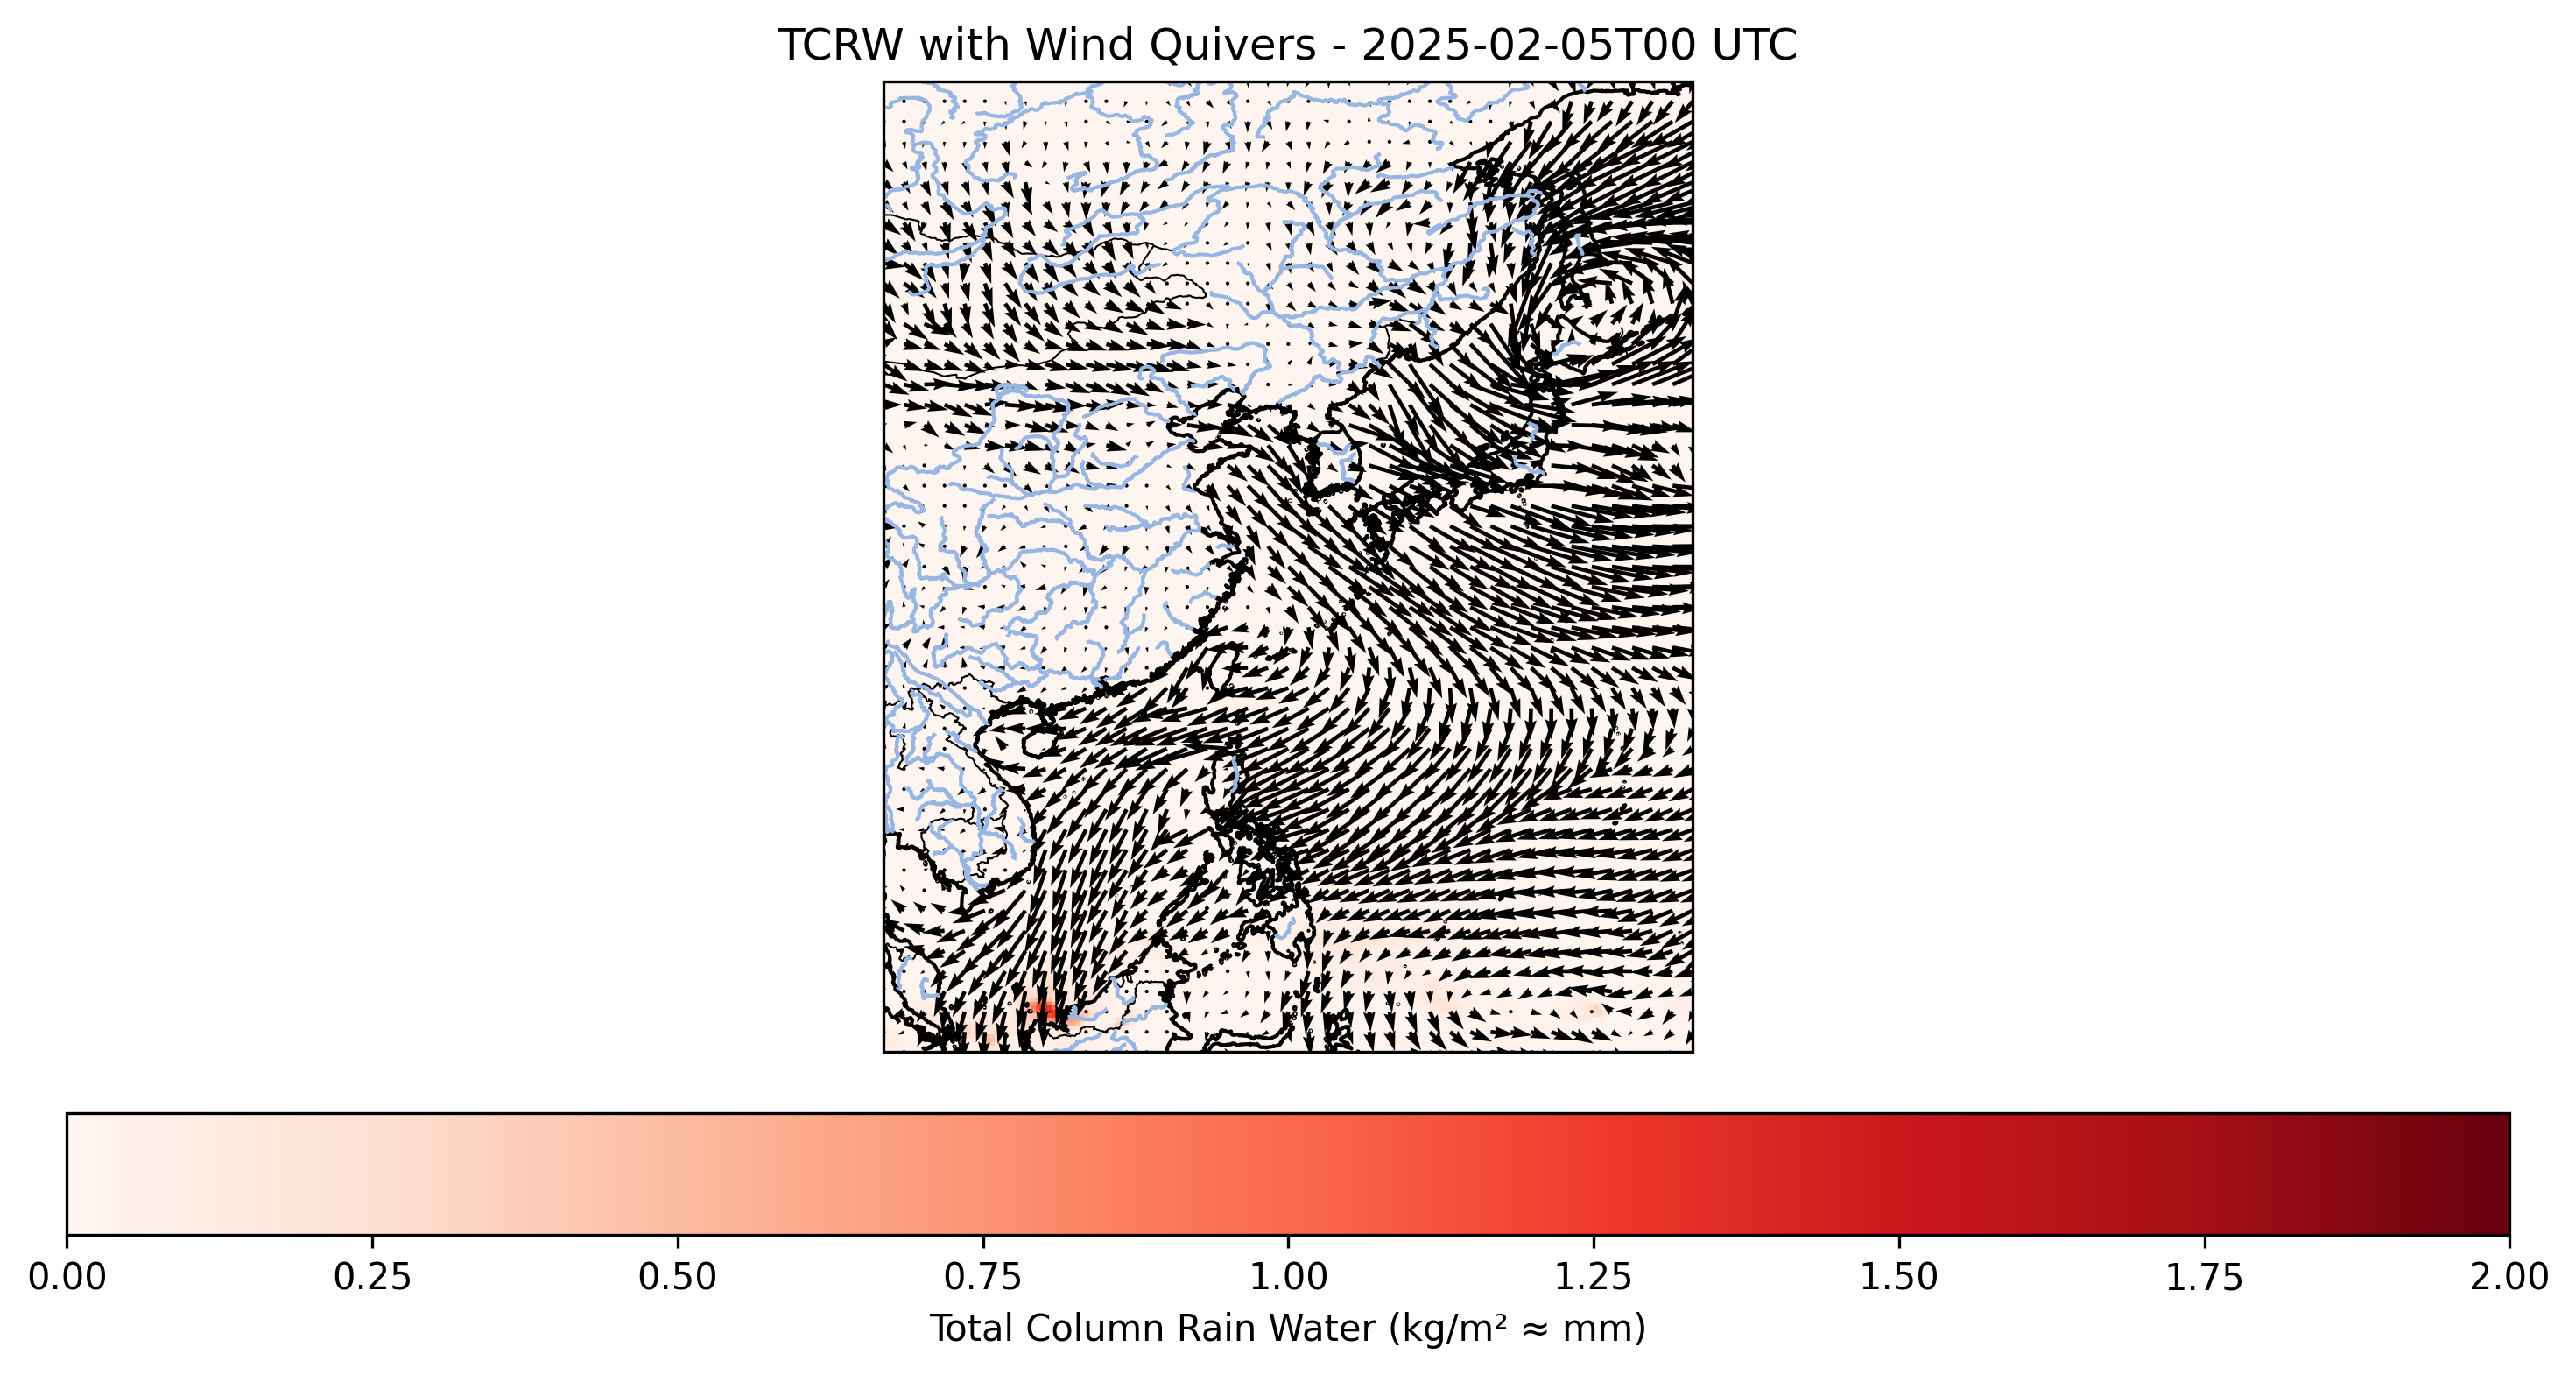 TCRW with Wind Quivers - 2025-02-05T00 UTC
0.00 0.25 0.50 0.75 1.00 1.25 1.50 1.75 2.00
Total Column Rain Water (kg/m² ≈ mm)